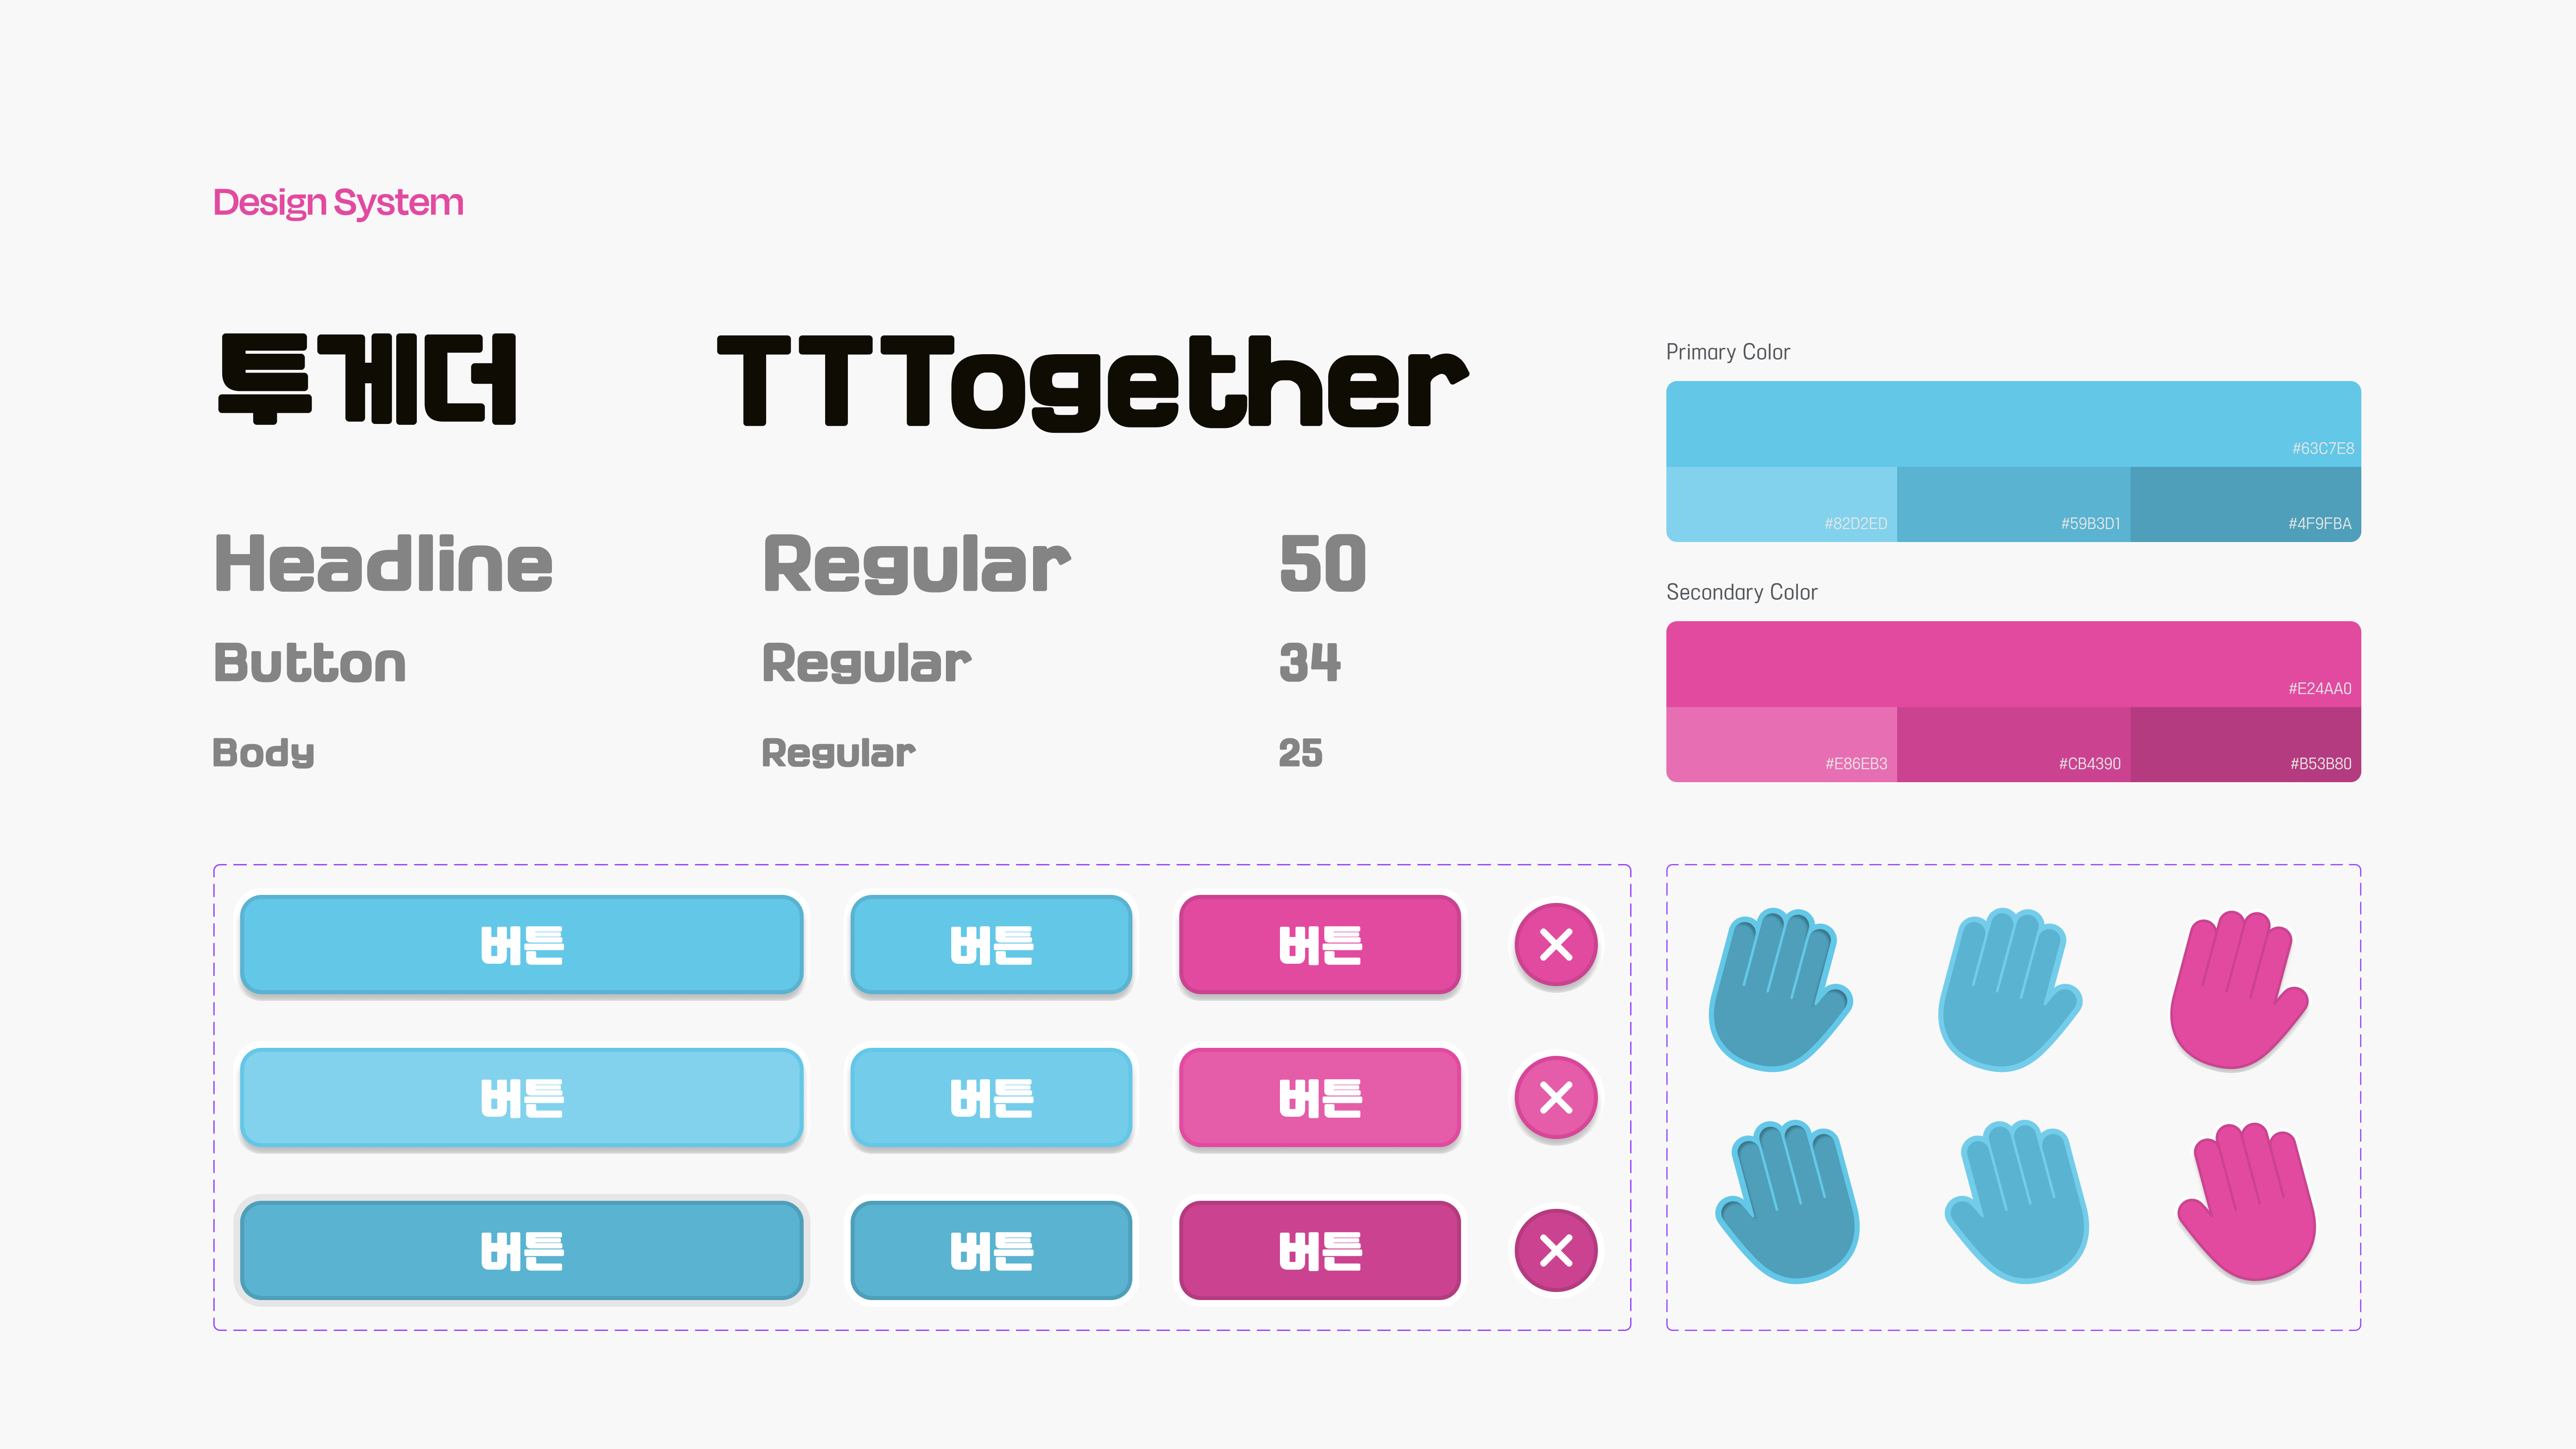 Design System
투게더
TTTogether
Headline Regular 50
Button Regular 34
Body Regular 25
Primary Color
#63C7E8
#82D2ED #59B3D1 #4F9FBA
Secondary Color
#E24AA0
#E86EB3 #CB4390 #B53B80
버튼 버튼 버튼
버튼 버튼 버튼
버튼 버튼 버튼